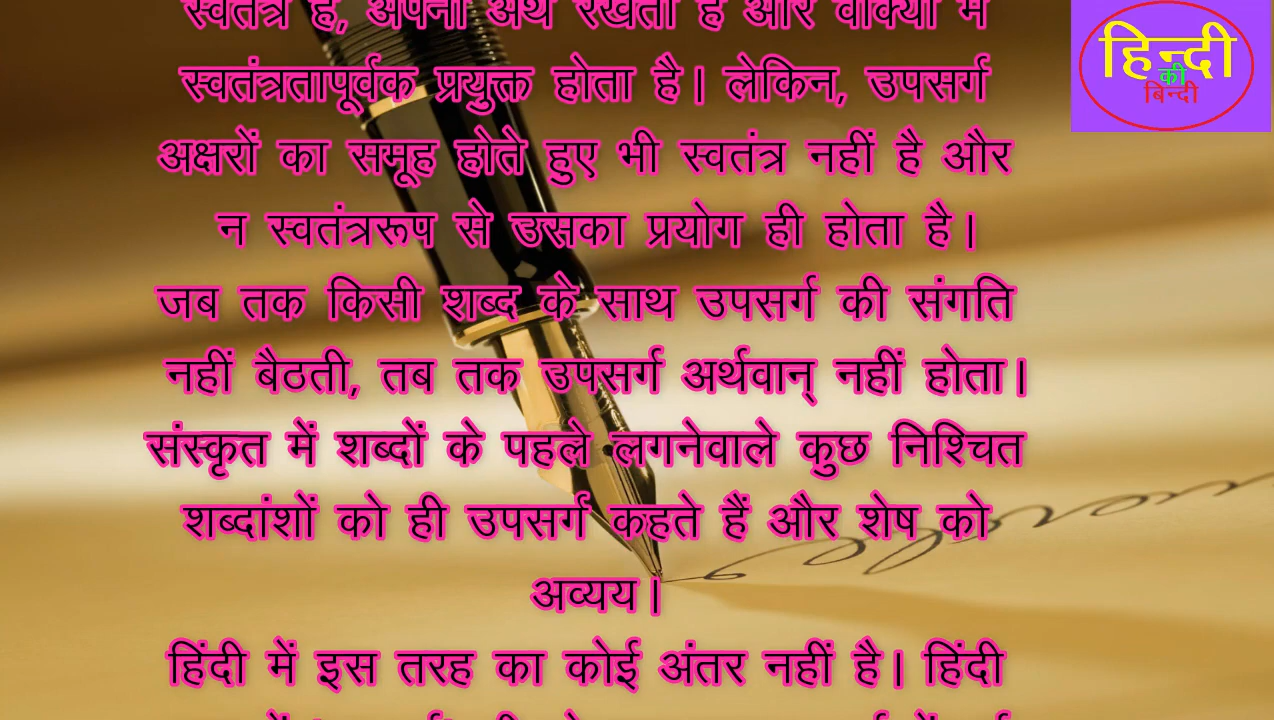 स्वतंत्र है, अपना अर्थ रखता है और वाक्यों में
स्वतंत्रतापूर्वक प्रयुक्त होता है। लेकिन, उपसर्ग
अक्षरों का समूह होते हुए भी स्वतंत्र नहीं है और
न स्वतंत्ररूप से उसका प्रयोग ही होता है।
जब तक किसी शब्द के साथ उपसर्ग की संगति
नहीं बैठती, तब तक उपसर्ग अर्थवान् नहीं होता।
संस्कृत में शब्दों के पहले लगनेवाले कुछ निश्चित
शब्दांशों को ही उपसर्ग कहते हैं और शेष को
अव्यय।
हिंदी में इस तरह का कोई अंतर नहीं है। हिंदी
हिन्दी
की
बिन्दी